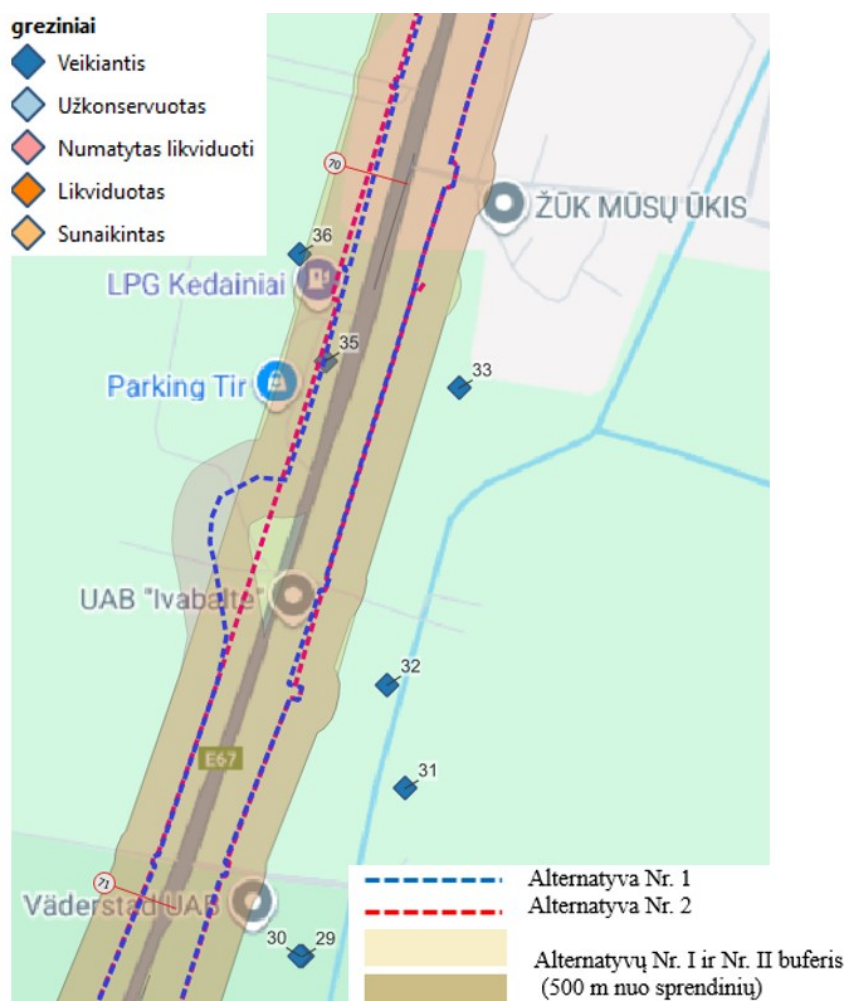 greziniai
Veikiantis
Užkonservuotas
Numatytas likviduoti
Likviduotas
Sunaikintas
70
ŽŪK MŪSŲ ŪKIS
36
LPG Kėdainiai
35
Parking Tir
33
UAB "Ivabaltė"
32
E67
31
71
Väderstad UAB
30
29
Alternatyva Nr. 1
Alternatyva Nr. 2
Alternatyvų Nr. I ir Nr. II buferis
(500 m nuo sprendinių)